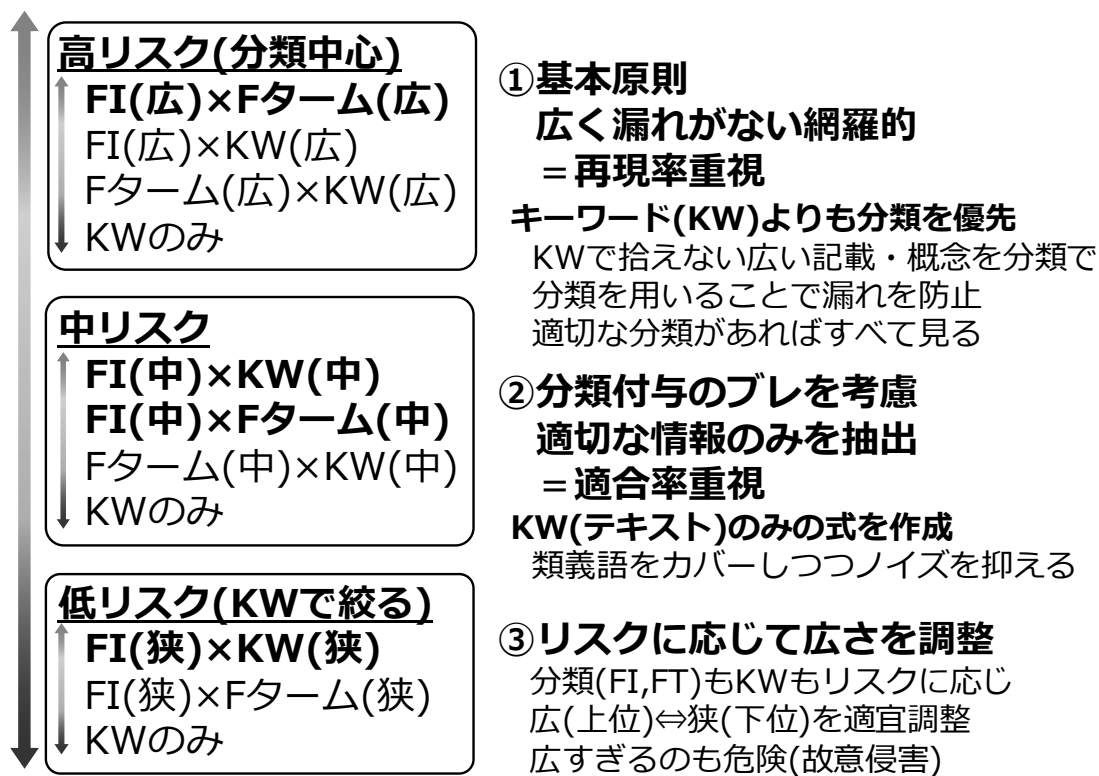 高リスク(分類中心)
FI(広)×Fターム(広)
FI(広)×KW(広)
Fターム(広)×KW(広)
KWのみ
中リスク
FI(中)×KW(中)
FI(中)×Fターム(中)
Fターム(中)×KW(中)
KWのみ
低リスク(KWで絞る)
FI(狭)×KW(狭)
FI(狭)×Fターム(狭)
KWのみ
①基本原則
広く漏れがない網羅的
＝再現率重視
キーワード(KW)よりも分類を優先
KWで拾えない広い記載・概念を分類で
分類を用いることで漏れを防止
適切な分類があればすべて見る
②分類付与のブレを考慮
適切な情報のみを抽出
＝適合率重視
KW(テキスト)のみの式を作成
類義語をカバーしつつノイズを抑える
③リスクに応じて広さを調整
分類(FI,FT)もKWもリスクに応じ
広(上位)⇔狭(下位)を適宜調整
広すぎるのも危険(故意侵害)